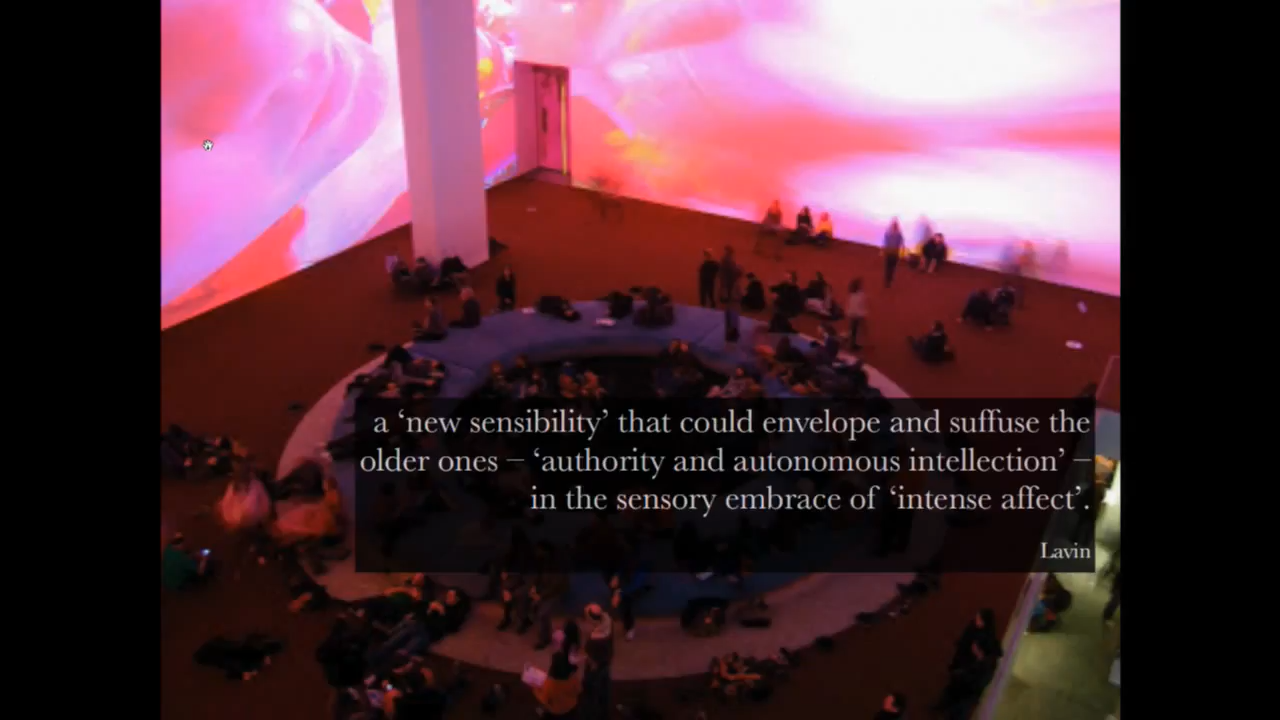 a ‘new sensibility’ that could envelope and suffuse the
older ones – ‘authority and autonomous intellection’ –
in the sensory embrace of ‘intense affect’.
Lavin